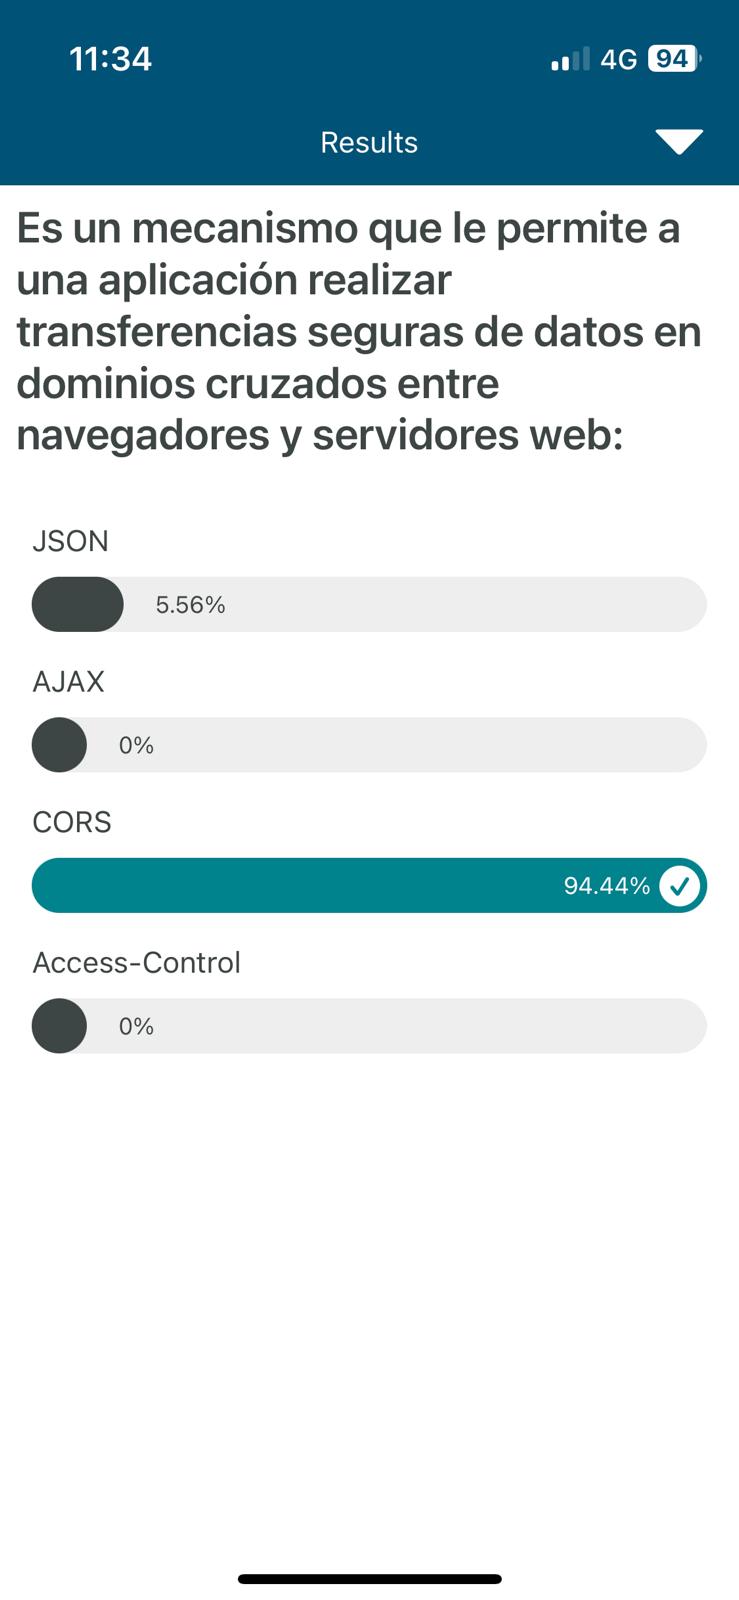 11:34
4G 94
Results
Es un mecanismo que le permite a
una aplicación realizar
transferencias seguras de datos en
dominios cruzados entre
navegadores y servidores web:
JSON
5.56%
AJAX
0%
CORS
94.44%
Access-Control
0%